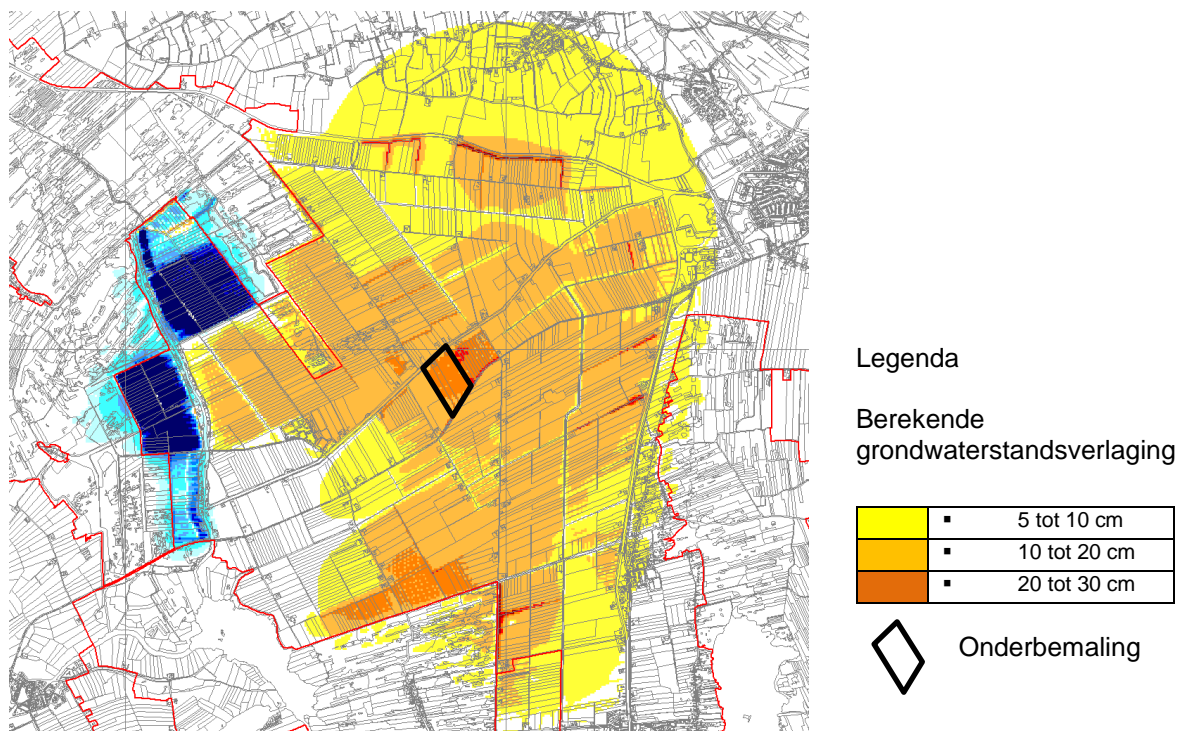 Legenda
Berekende
grondwaterstandsverlaging
▪ 5 tot 10 cm
▪ 10 tot 20 cm
▪ 20 tot 30 cm
Onderbemaling